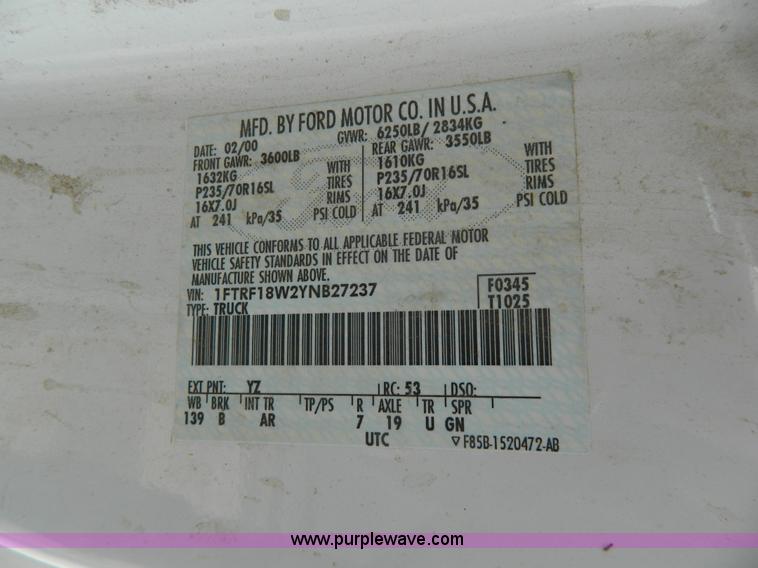 MFD. BY FORD MOTOR CO. IN U.S.A.
DATE: 02/00 GVWR: 6250LB/ 2834KG
FRONT GAWR: 3600LB REAR GAWR: 3550LB
1632KG WITH 1610KG WITH
P235/70R16SL TIRES P235/70R16SL TIRES
16X7.0J RIMS 16X7.0J RIMS
AT 241 kPa/35 PSI COLD AT 241 kPa/35 PSI COLD
THIS VEHICLE CONFORMS TO ALL APPLICABLE FEDERAL MOTOR
VEHICLE SAFETY STANDARDS IN EFFECT ON THE DATE OF
MANUFACTURE SHOWN ABOVE.
VIN: 1FTRF18W2YNB27237 F0345
TYPE: TRUCK T1025
EXT PNT: YZ RC: 53 DSO:
WB BRK INT TR TP/PS R AXLE TR SPR
139 B AR 7 19 U GN
UTC ▽F85B-1520472-AB
www.purplewave.com